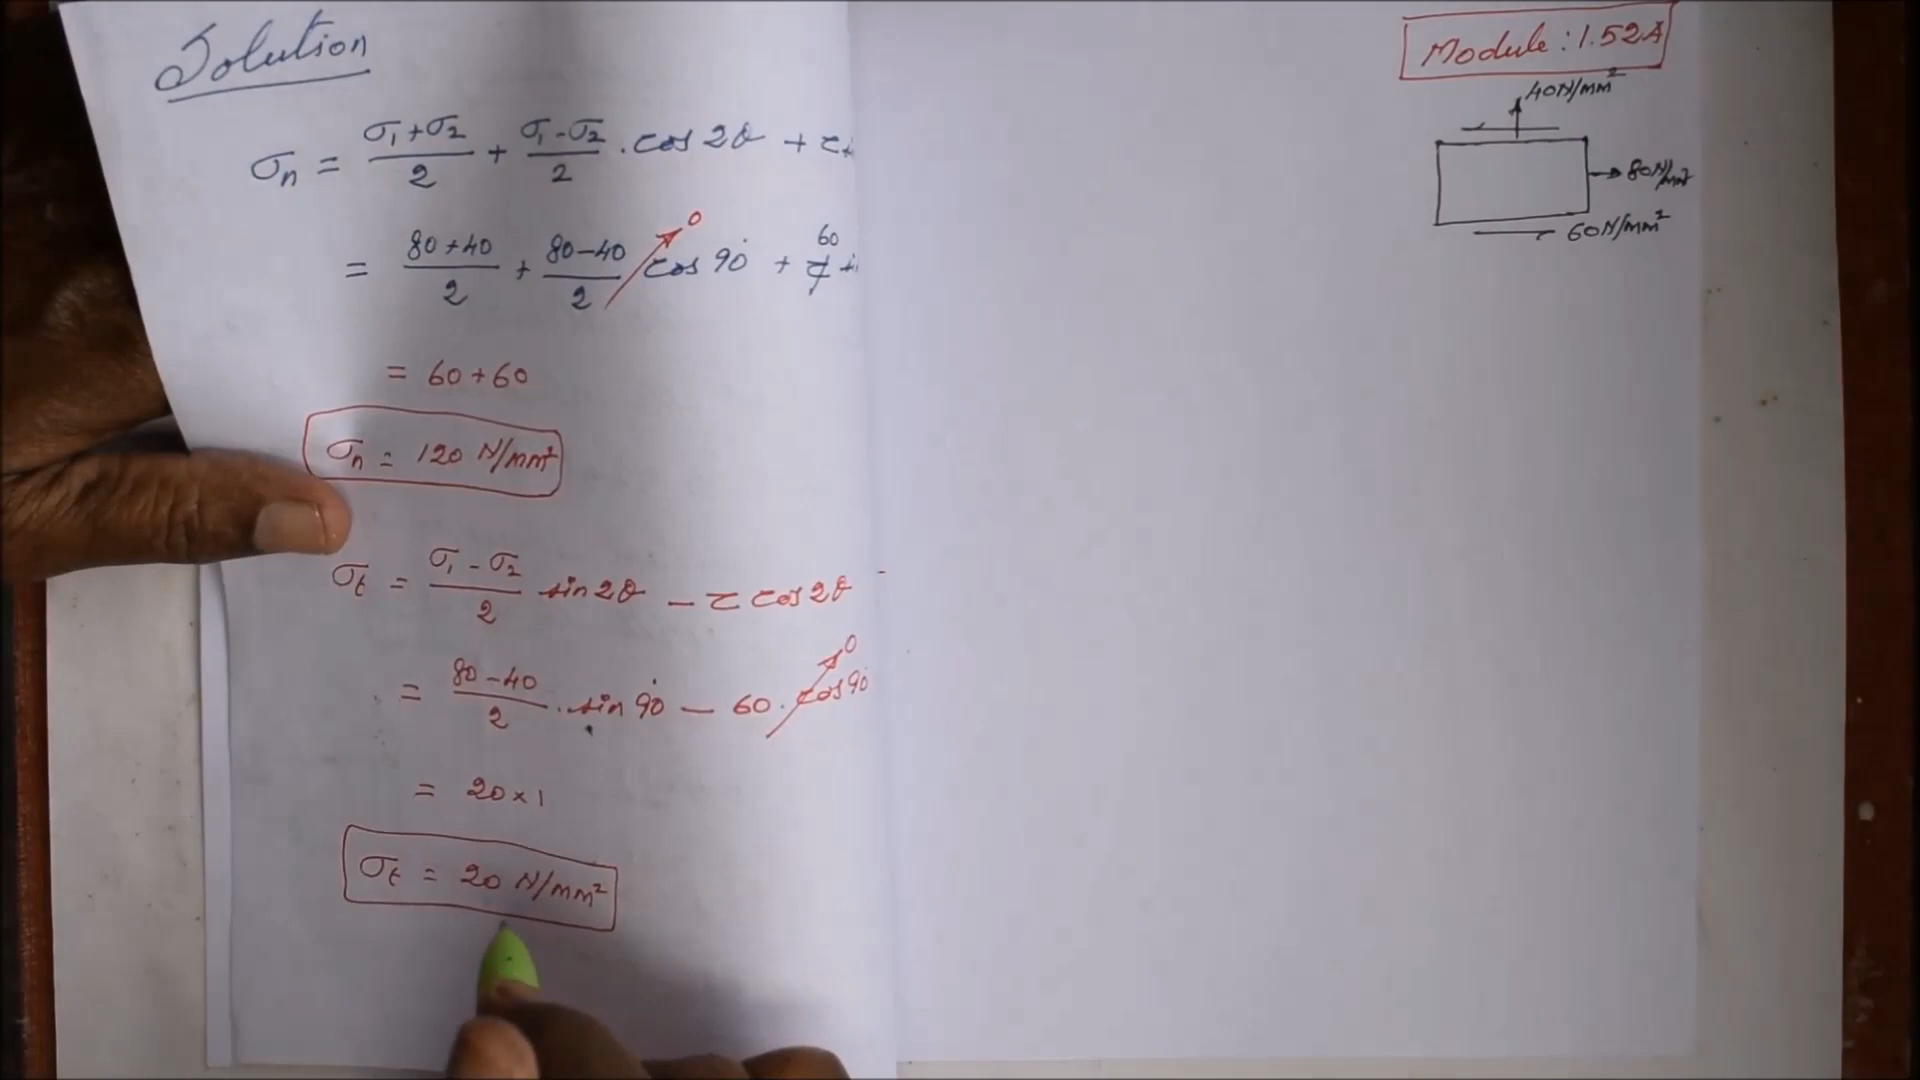 Solution
σn = σ1+σ2/2 + σ1-σ2/2 . cos 2θ + τ
= 80+40/2 + 80-40/2 cos 90° + τ 60
0
= 60+60
σn = 120 N/mm²
σt = σ1 - σ2/2 sin 2θ - τ cos 2θ
= 80-40/2 . sin 90° - 60 . cos 90°
0
= 20 × 1
σt = 20 N/mm²
Module : 1.52A
40N/mm²
80N/mm²
τ 60N/mm²